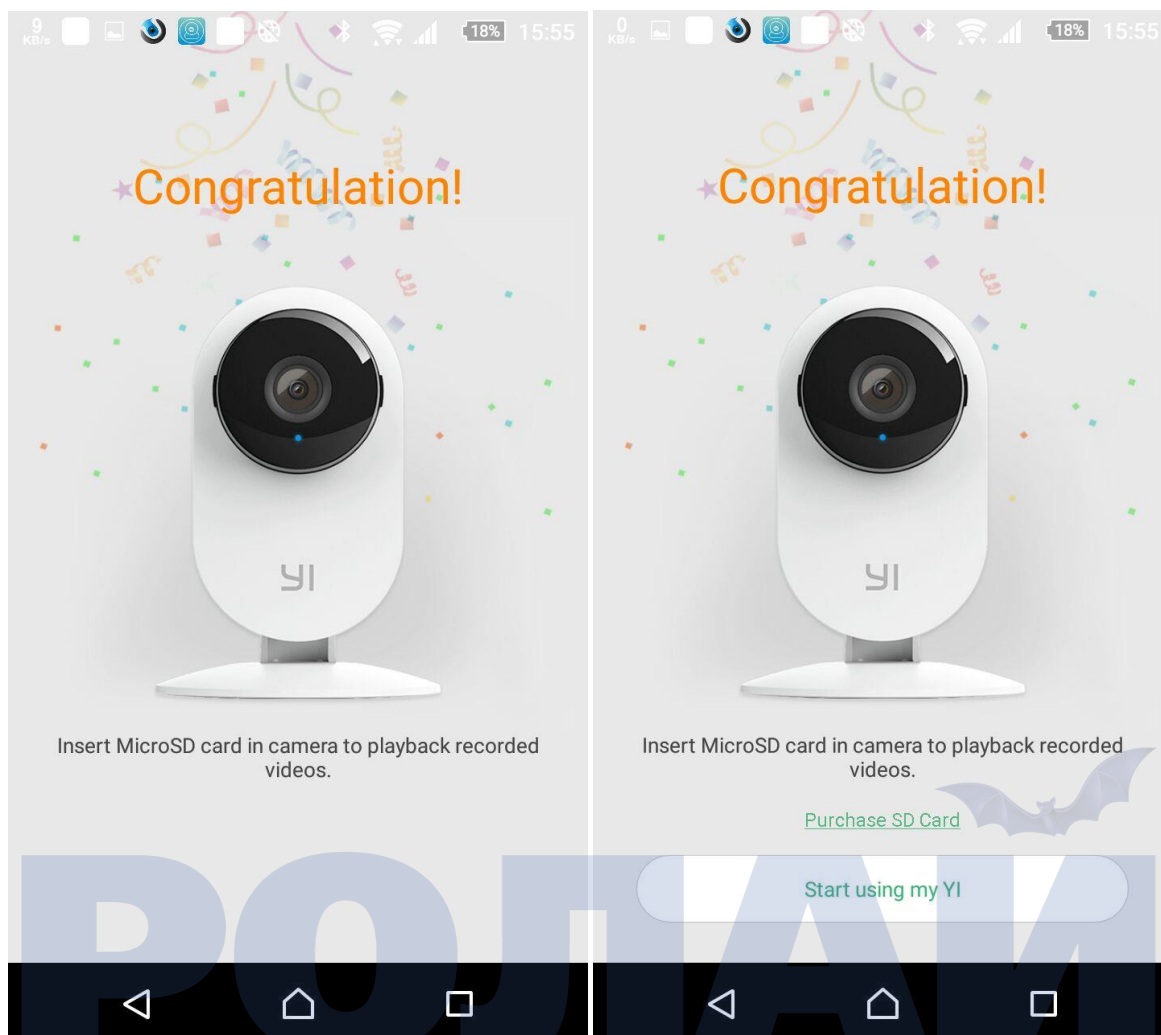 9
KB/s
18%
15:55
Congratulation!
YI
Insert MicroSD card in camera to playback recorded
videos.
0
KB/s
18%
15:55
Congratulation!
YI
Insert MicroSD card in camera to playback recorded
videos.
Purchase SD Card
Start using my YI
РОЛАИ